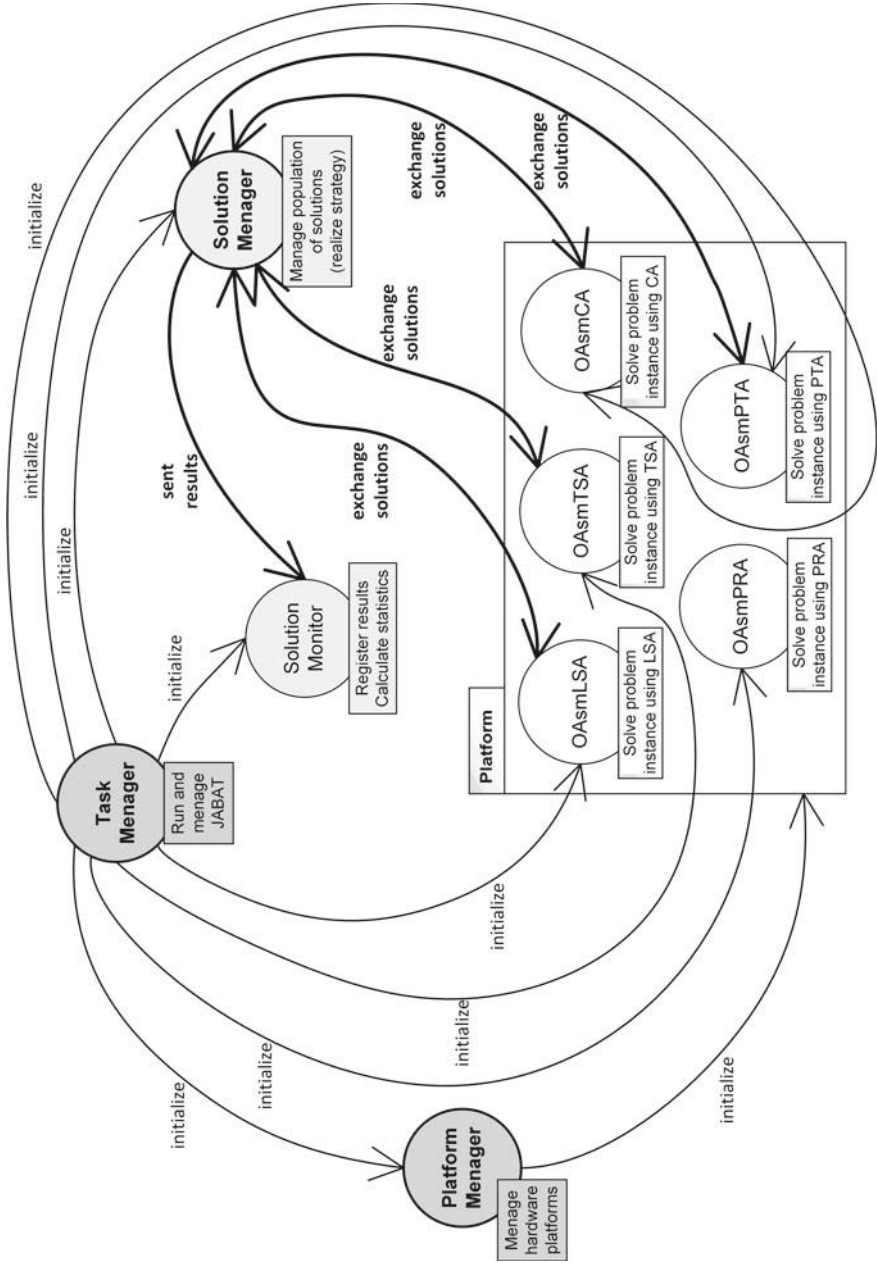 initialize
initialize
initialize
initialize
initialize
initialize
initialize
initialize
initialize
Task
Menager
Run and
menage
JABAT
Solution
Menager
Manage population
of solutions
(realize strategy)
sent
results
Solution
Monitor
Register results
Calculate statistics
exchange
solutions
exchange
solutions
exchange
solutions
exchange
solutions
Platform
Menager
Menage
hardware
platforms
Platform
OAsmLSA
Solve problem
instance using LSA
OAsmTSA
Solve problem
instance using TSA
OAsmCA
Solve problem
instance using CA
OAsmPRA
Solve problem
instance using PRA
OAsmPTA
Solve problem
instance using PTA